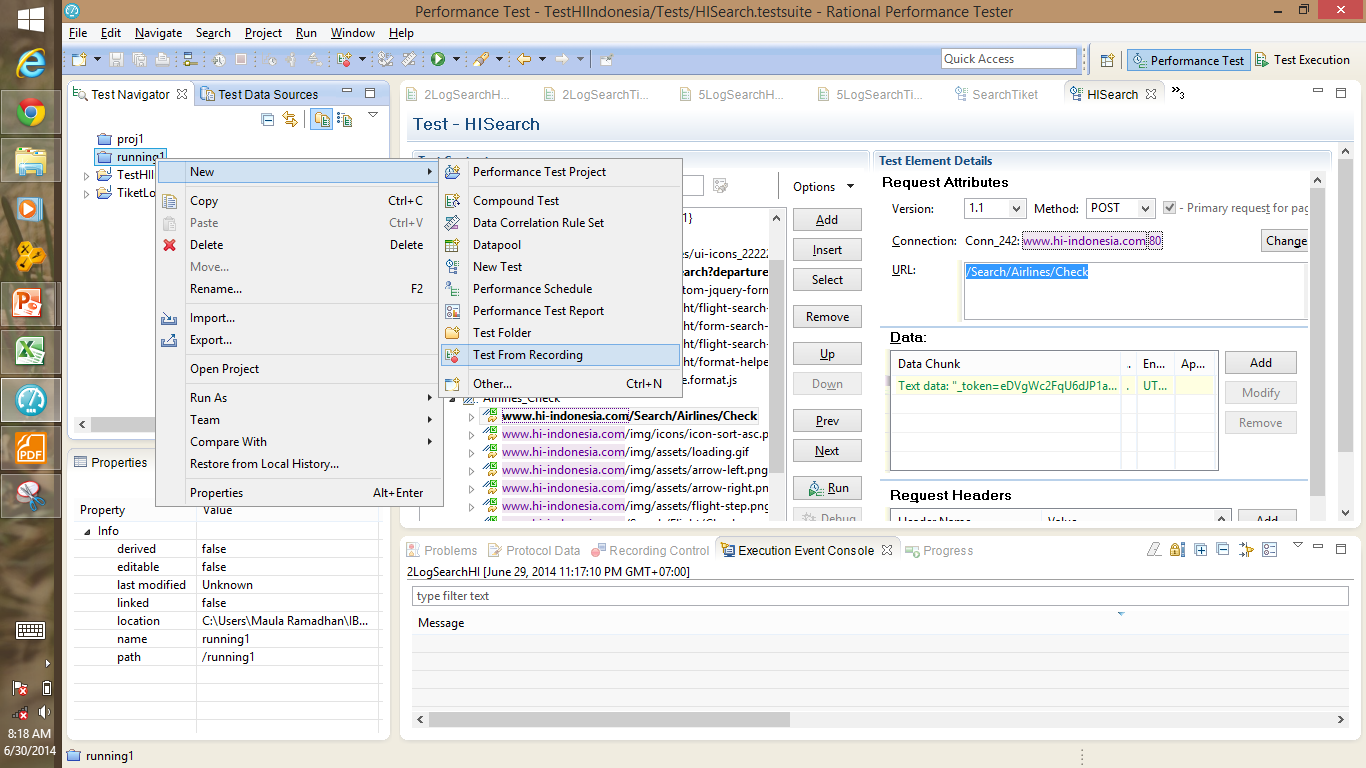 Performance Test - TestHIIndonesia/Tests/HISearch.testsuite - Rational Performance Tester
File Edit Navigate Search Project Run Window Help
Quick Access
Performance Test
Test Execution
Test Navigator
Test Data Sources
proj1
running1
TestHII
TiketLo
New
Copy Ctrl+C
Paste Ctrl+V
Delete Delete
Move...
Rename... F2
Import...
Export...
Open Project
Run As
Team
Compare With
Restore from Local History...
Properties Alt+Enter
Performance Test Project
Compound Test
Data Correlation Rule Set
Datapool
New Test
Performance Schedule
Performance Test Report
Test Folder
Test From Recording
Other... Ctrl+N
2LogSearchH...
2LogSearchTi...
5LogSearchH...
5LogSearchTi...
SearchTiket
HISearch
»3
Test - HISearch
Options
1}
es/ui-icons_22222
earch?departure
tom-jquery-form
ht/flight-search-
ht/form-search-
ht/flight-search-
ht/format-helpe
e.format.js
Airlines_Check
www.hi-indonesia.com/Search/Airlines/Check
www.hi-indonesia.com/img/icons/icon-sort-asc.p
www.hi-indonesia.com/img/assets/loading.gif
www.hi-indonesia.com/img/assets/arrow-left.png
www.hi-indonesia.com/img/assets/arrow-right.pn
www.hi-indonesia.com/img/assets/flight-step.png
Add
Insert
Select
Remove
Up
Down
Prev
Next
Run
Debug
Test Element Details
Request Attributes
Version: 1.1 Method: POST - Primary request for pag
Connection: Conn_242: www.hi-indonesia.com:80 Change
URL: /Search/Airlines/Check
Data:
Data Chunk . En... Ap...
Text data: "_token=eDVgWc2FqU6dJP1a... . UT...
Add
Modify
Remove
Request Headers
Header Name Value
Add
Properties
Property Value
Info
derived false
editable false
last modified Unknown
linked false
location C:\Users\Maula Ramadhan\IB...
name running1
path /running1
Problems
Protocol Data
Recording Control
Execution Event Console
Progress
2LogSearchHI [June 29, 2014 11:17:10 PM GMT+07:00]
type filter text
Message
PDF
8:18 AM
6/30/2014
running1